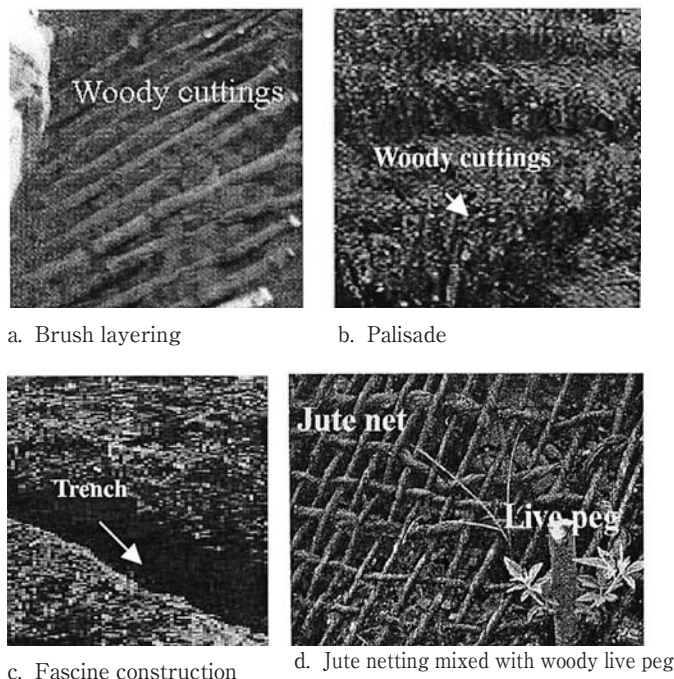 Woody cuttings
Woody cuttings
a. Brush layering
b. Palisade
Trench
Jute net
Live peg
c. Fascine construction
d. Jute netting mixed with woody live peg